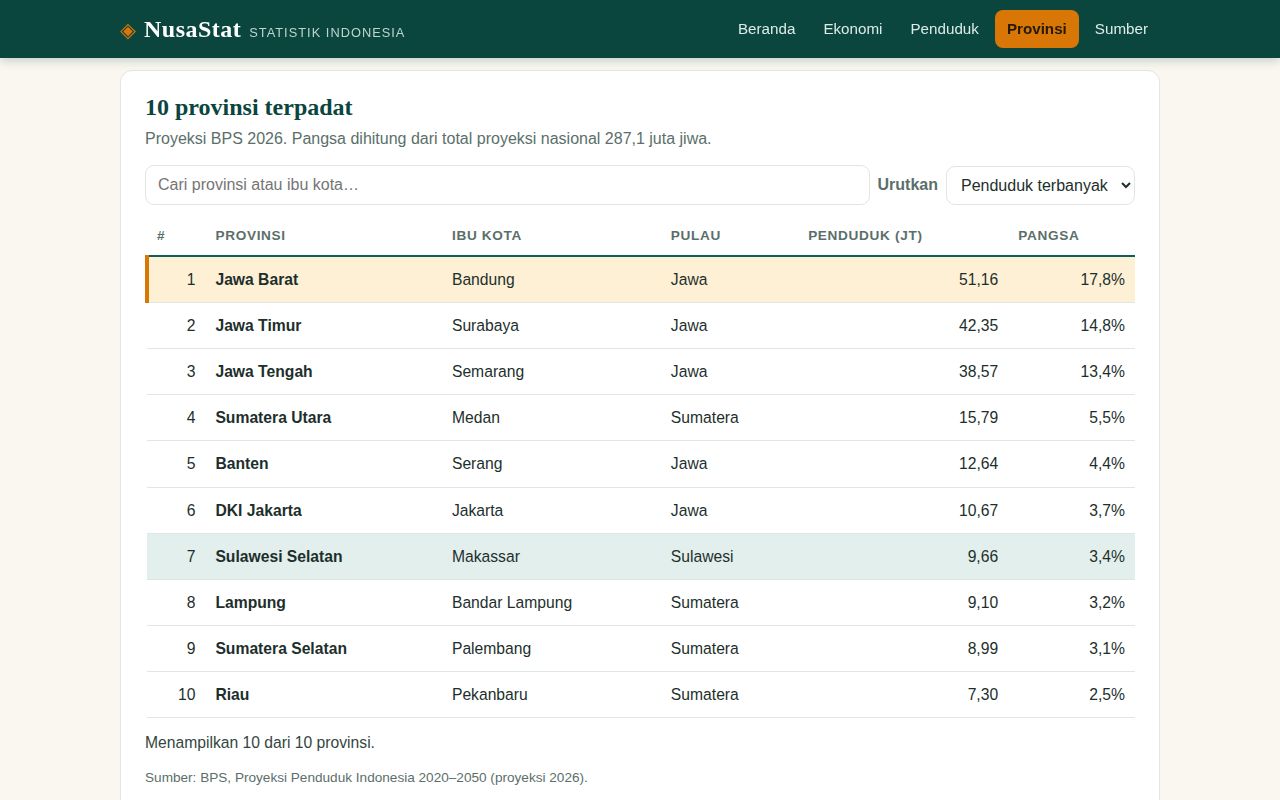 ◈ NusaStat STATISTIK INDONESIA Beranda Ekonomi Penduduk Provinsi Sumber
10 provinsi terpadat
Proyeksi BPS 2026. Pangsa dihitung dari total proyeksi nasional 287,1 juta jiwa.
Cari provinsi atau ibu kota… Urutkan Penduduk terbanyak
# PROVINSI IBU KOTA PULAU PENDUDUK (JT) PANGSA
1 Jawa Barat Bandung Jawa 51,16 17,8%
2 Jawa Timur Surabaya Jawa 42,35 14,8%
3 Jawa Tengah Semarang Jawa 38,57 13,4%
4 Sumatera Utara Medan Sumatera 15,79 5,5%
5 Banten Serang Jawa 12,64 4,4%
6 DKI Jakarta Jakarta Jawa 10,67 3,7%
7 Sulawesi Selatan Makassar Sulawesi 9,66 3,4%
8 Lampung Bandar Lampung Sumatera 9,10 3,2%
9 Sumatera Selatan Palembang Sumatera 8,99 3,1%
10 Riau Pekanbaru Sumatera 7,30 2,5%
Menampilkan 10 dari 10 provinsi.
Sumber: BPS, Proyeksi Penduduk Indonesia 2020–2050 (proyeksi 2026).